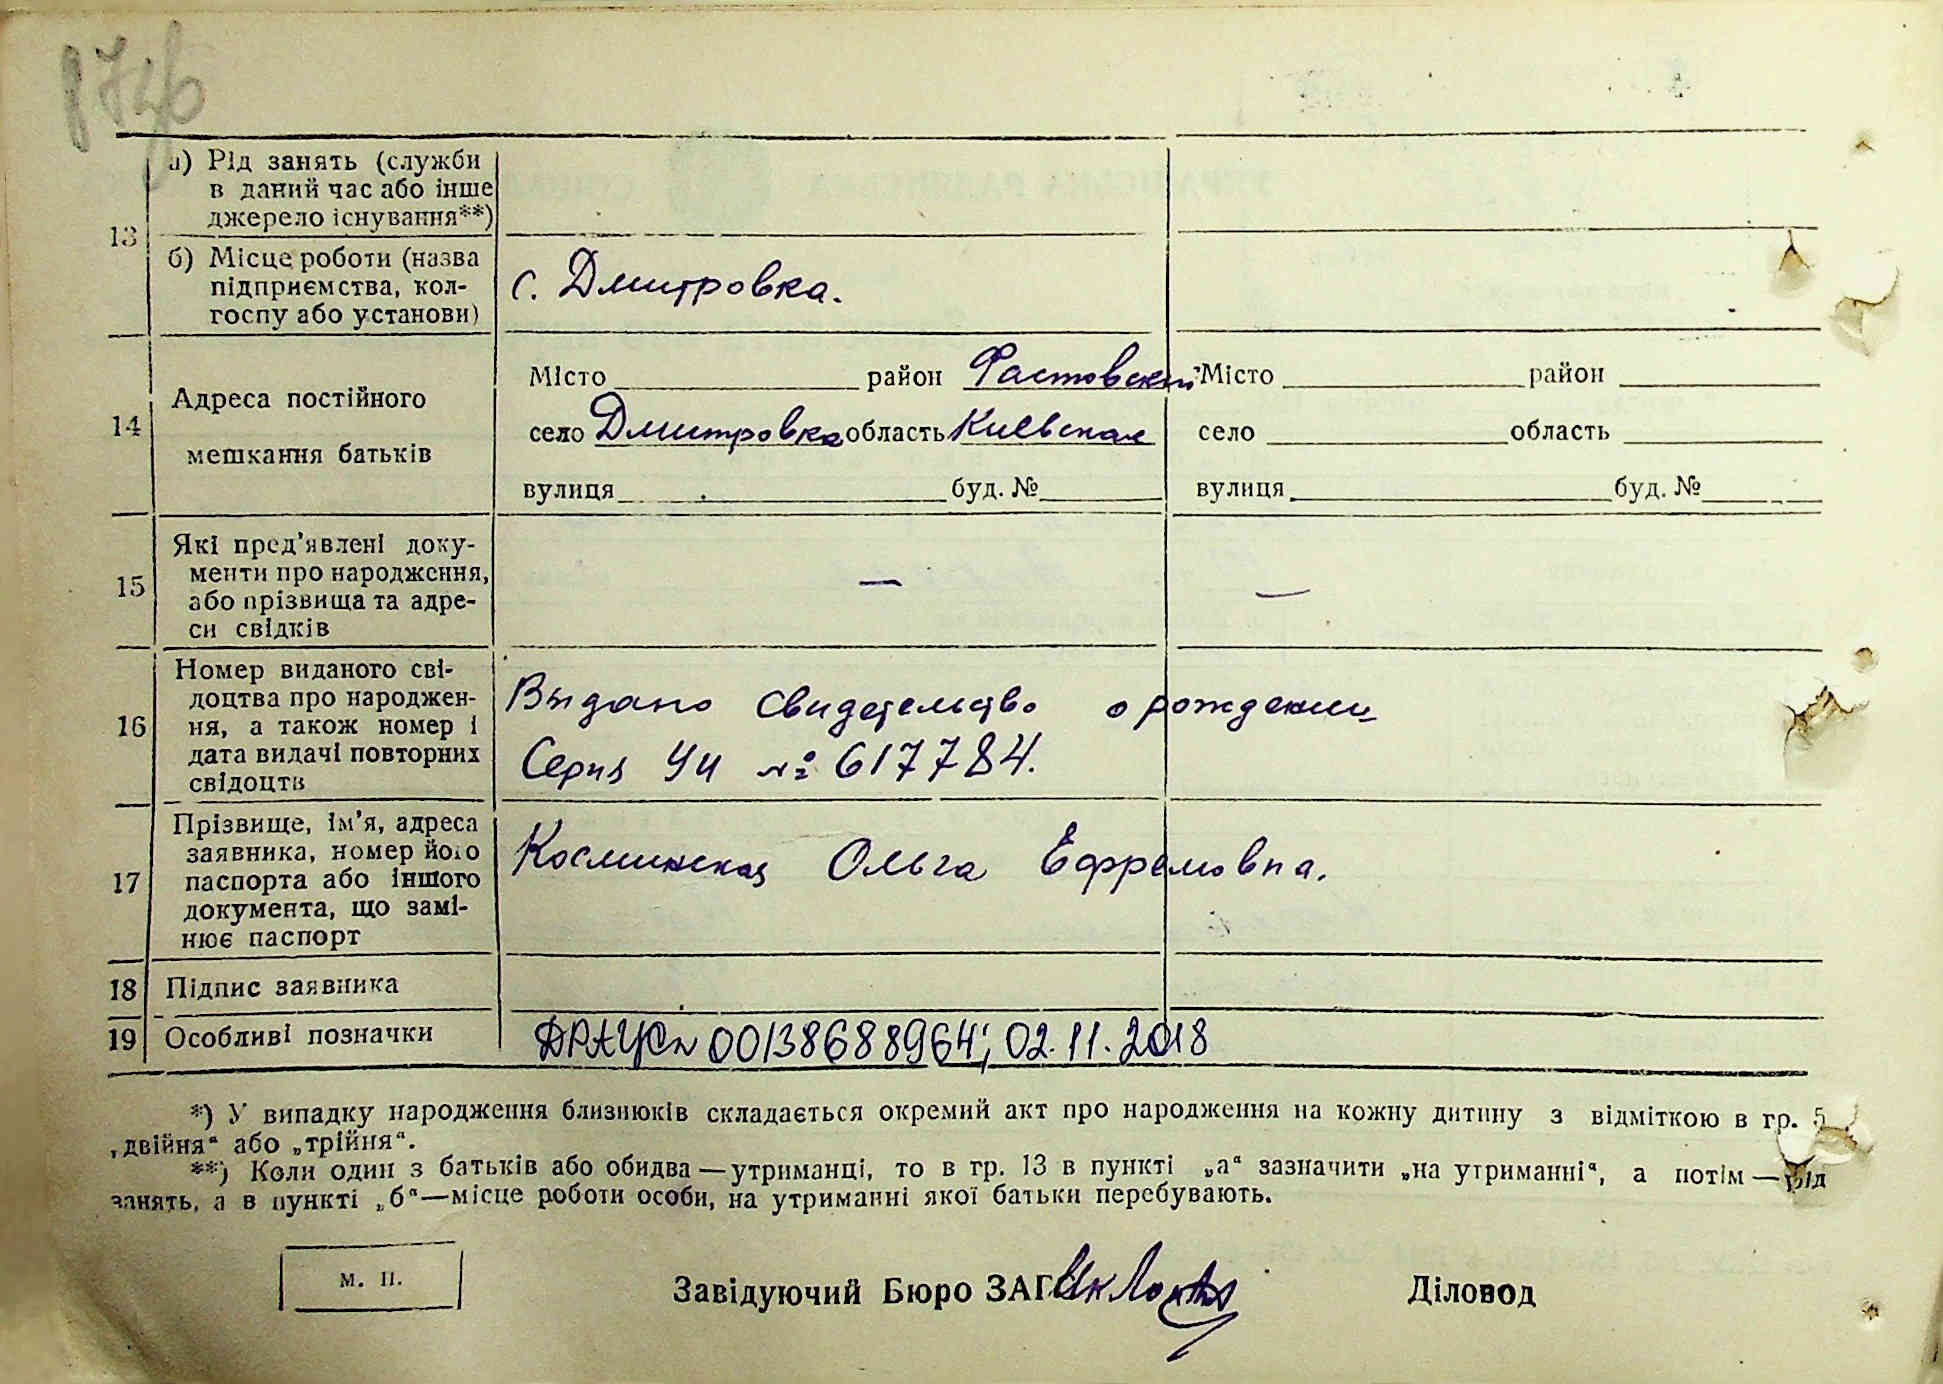 87зв
13 а) Рід занять (служби
в даний час або інше
джерело існування**)
б) Місце роботи (назва
підприємства, кол-
госпу або установи)
с. Дмитровка.
14 Адреса постійного
мешкання батьків
Місто район Фастовский Місто район
село Дмитровка область Киевская село область
вулиця буд. № вулиця буд. №
15 Які пред'явлені доку-
менти про народження,
або прізвища та адре-
си свідків
— —
16 Номер виданого сві-
доцтва про народжен-
ня, а також номер і
дата видачі повторних
свідоцтв
Выдано свидетельство о рождении
Серия УЧ № 617784.
17 Прізвище, ім'я, адреса
заявника, номер його
паспорта або іншого
документа, що замі-
нює паспорт
Косминская Ольга Ефремовна.
18 Підпис заявника
19 Особливі позначки ДРАЦС № 00138688964; 02.11.2018
*) У випадку народження близнюків складається окремий акт про народження на кожну дитину з відміткою в гр. 5
„двійня“ або „трійня“.
**) Коли один з батьків або обидва — утриманці, то в гр. 13 в пункті „а“ зазначити „на утриманні“, а потім — рід
занять, а в пункті „б“ — місце роботи особи, на утриманні якої батьки перебувають.
М. П.
Завідуючий Бюро ЗАГС Діловод